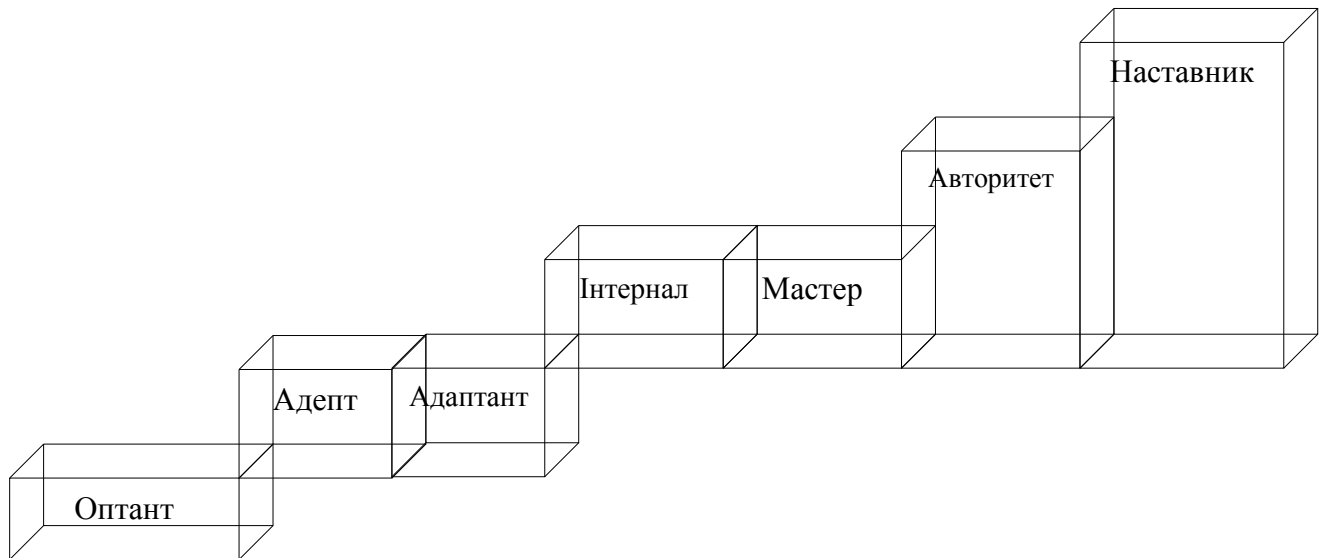 Наставник
Авторитет
Інтернал
Мастер
Адепт
Адаптант
Оптант